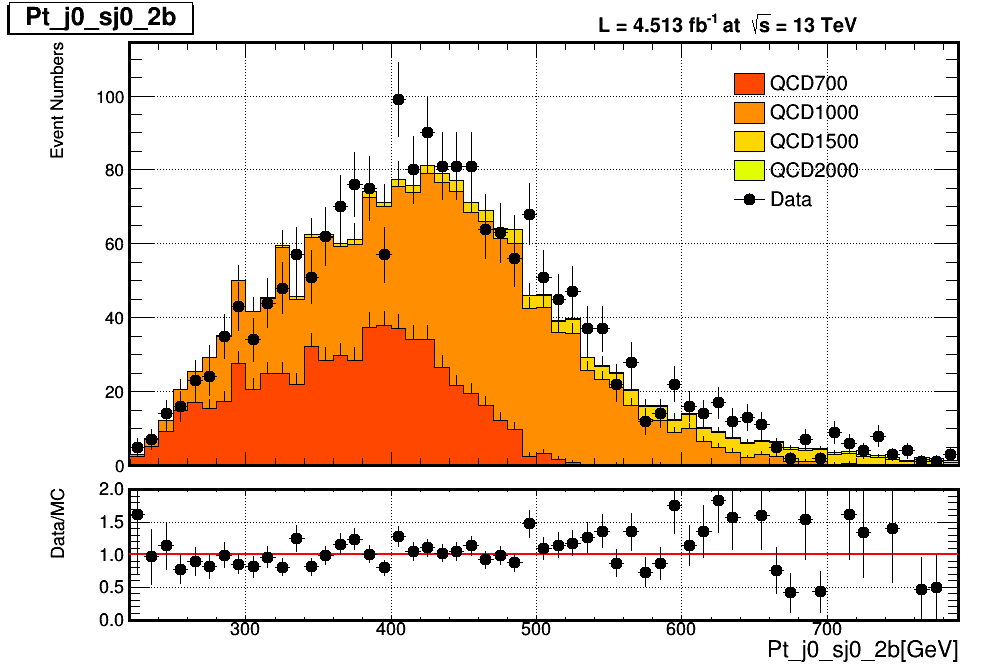 Pt_j0_sj0_2b
L = 4.513 fb⁻¹ at √s = 13 TeV
Event Numbers
100
80
60
40
20
0
QCD700
QCD1000
QCD1500
QCD2000
Data
Data/MC
2.0
1.5
1.0
0.5
0.0
300 400 500 600 700
Pt_j0_sj0_2b[GeV]